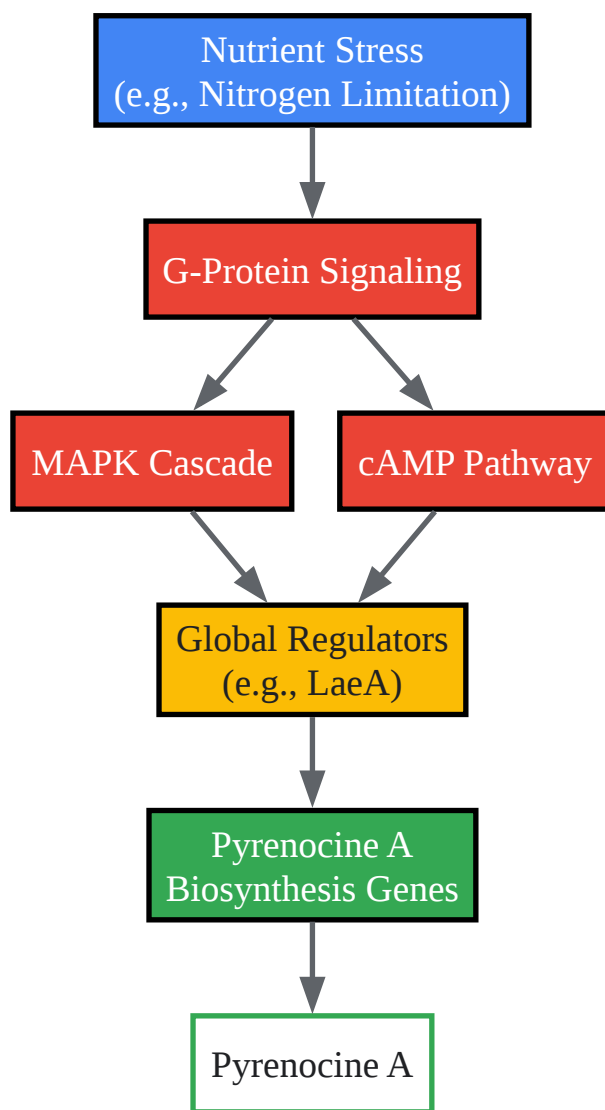 Nutrient Stress
(e.g., Nitrogen Limitation)
G-Protein Signaling
MAPK Cascade
cAMP Pathway
Global Regulators
(e.g., LaeA)
Pyrenocine A
Biosynthesis Genes
Pyrenocine A